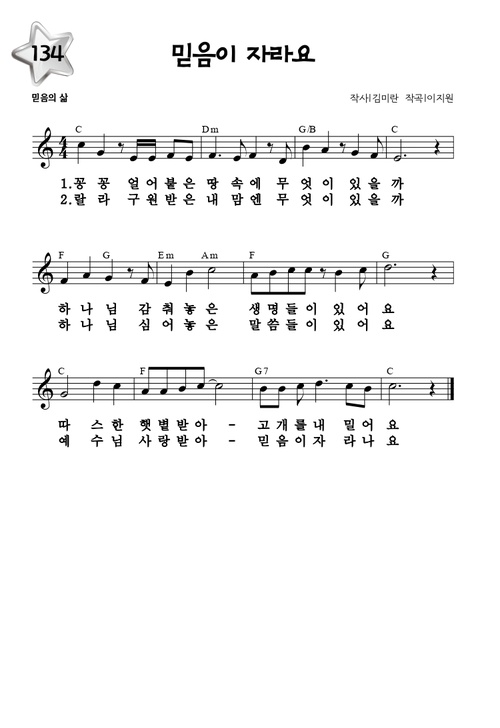 134
믿음이 자라요
믿음의 삶
작사|김미란 작곡|이지원
C Dm G/B C
4
4
1.꽁 꽁 얼어붙은 땅 속에 무 엇이 있을까
2.랄 라 구원받은 내 맘엔 무 엇이 있을까
F G Em Am F G
하 나 님 감 춰 놓 은 생 명 들 이 있 어 요
하 나 님 심 어 놓 은 말 씀 들 이 있 어 요
C F G7 C
따 스 한 햇 볕 받 아 - 고 개 를 내 밀 어 요
예 수 님 사 랑 받 아 - 믿 음 이 자 라 나 요